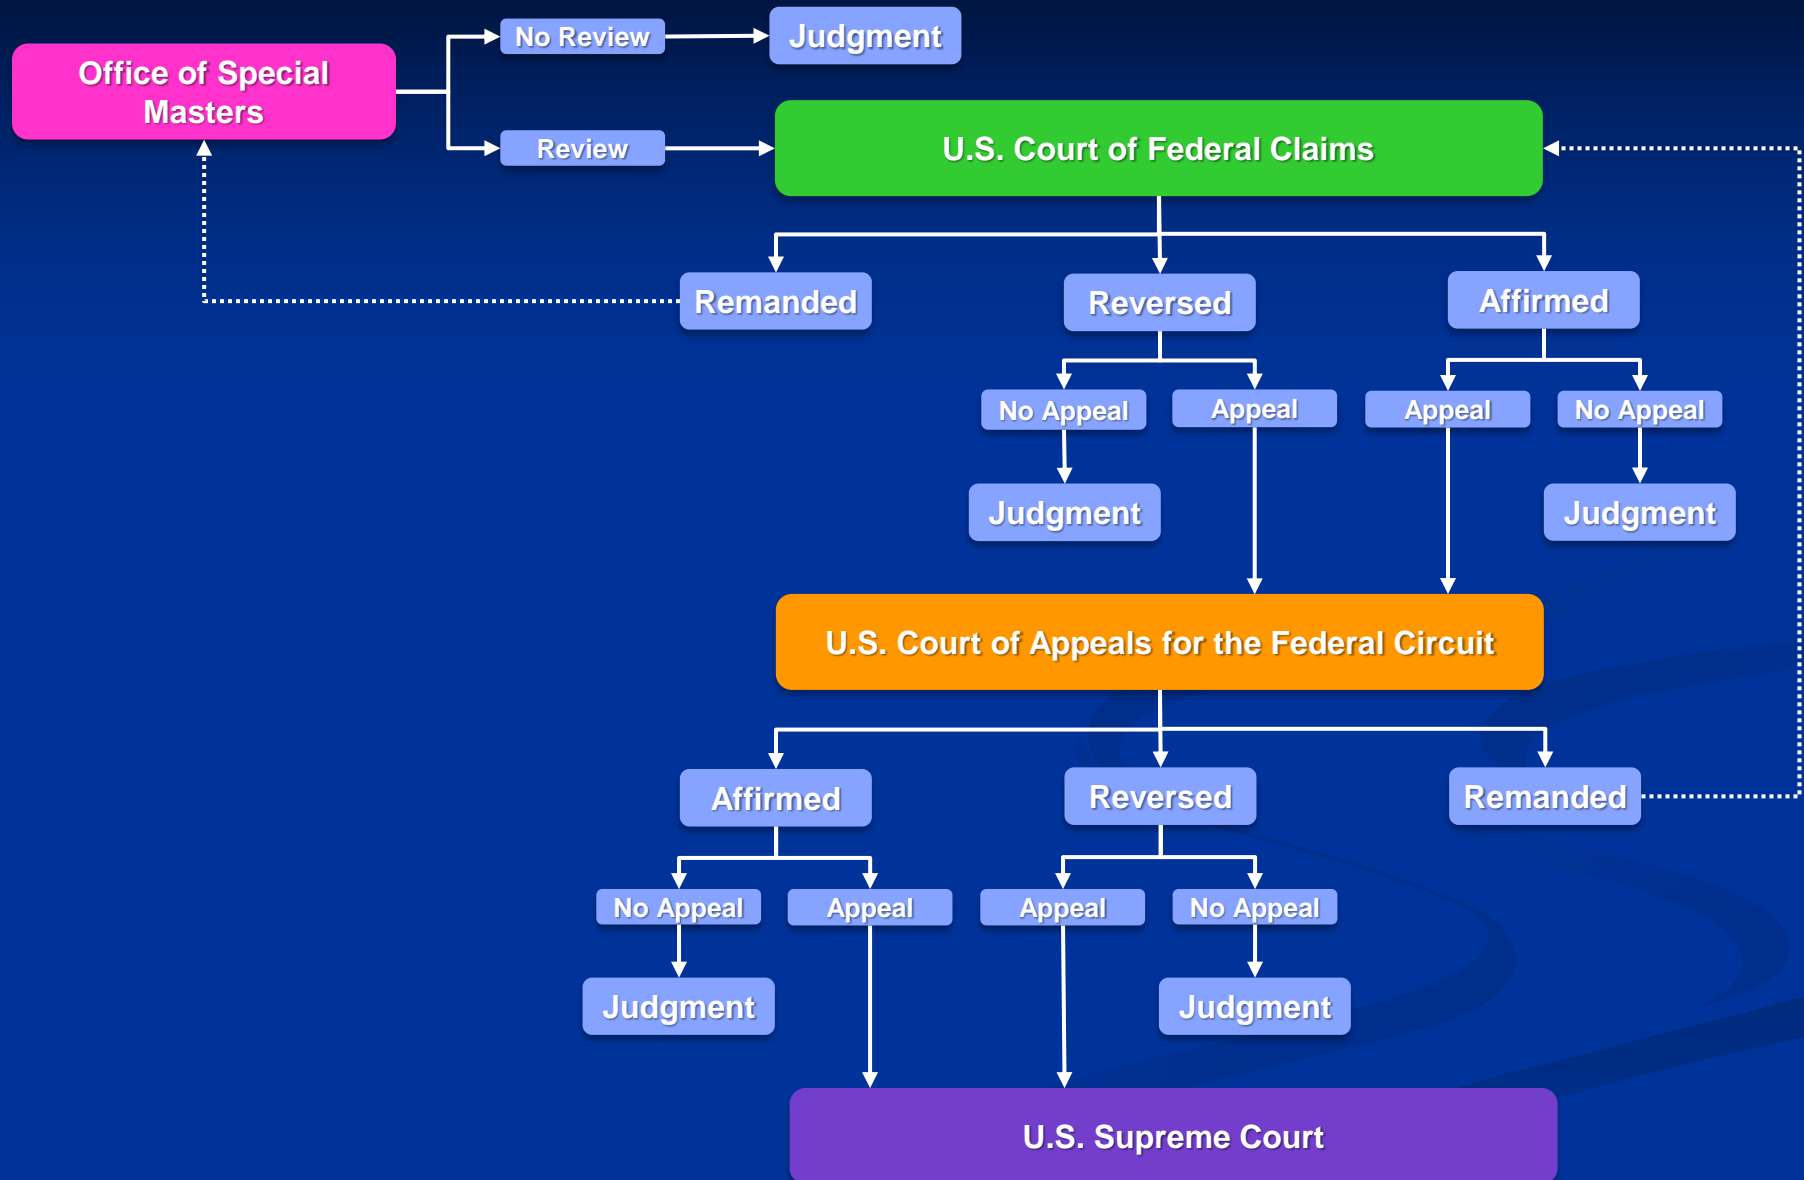 No Review
Judgment
Office of Special
Masters
Review
U.S. Court of Federal Claims
Remanded
Reversed
Affirmed
No Appeal
Appeal
Appeal
No Appeal
Judgment
Judgment
U.S. Court of Appeals for the Federal Circuit
Affirmed
Reversed
Remanded
No Appeal
Appeal
Appeal
No Appeal
Judgment
Judgment
U.S. Supreme Court